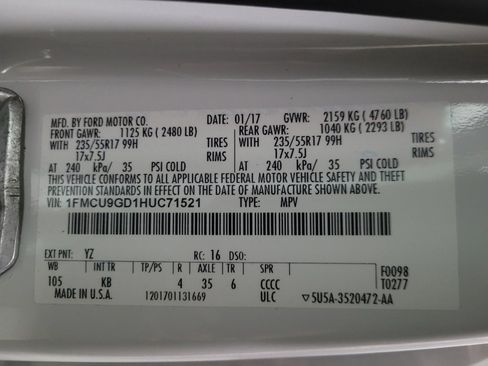 MFD. BY FORD MOTOR CO. DATE: 01/17 GVWR: 2159 KG ( 4760 LB)
FRONT GAWR: 1125 KG ( 2480 LB) REAR GAWR: 1040 KG ( 2293 LB)
WITH 235/55R17 99H TIRES WITH 235/55R17 99H TIRES
17x7.5J RIMS 17x7.5J RIMS
AT 240 kPa/ 35 PSI COLD AT 240 kPa/ 35 PSI COLD
THIS VEHICLE CONFORMS TO ALL APPLICABLE FEDERAL MOTOR VEHICLE SAFETY AND THEFT
PREVENTION STANDARDS IN EFFECT ON THE DATE OF MANUFACTURE SHOWN ABOVE.
VIN: 1FMCU9GD1HUC71521 TYPE: MPV
EXT PNT: YZ RC: 16 DSO: F0098
WB INT TR TP/PS R AXLE TR SPR T0277
105 KB 4 35 6 CCCC
MADE IN U.S.A. 1201701131669 ULC ▽5U5A-3520472-AA